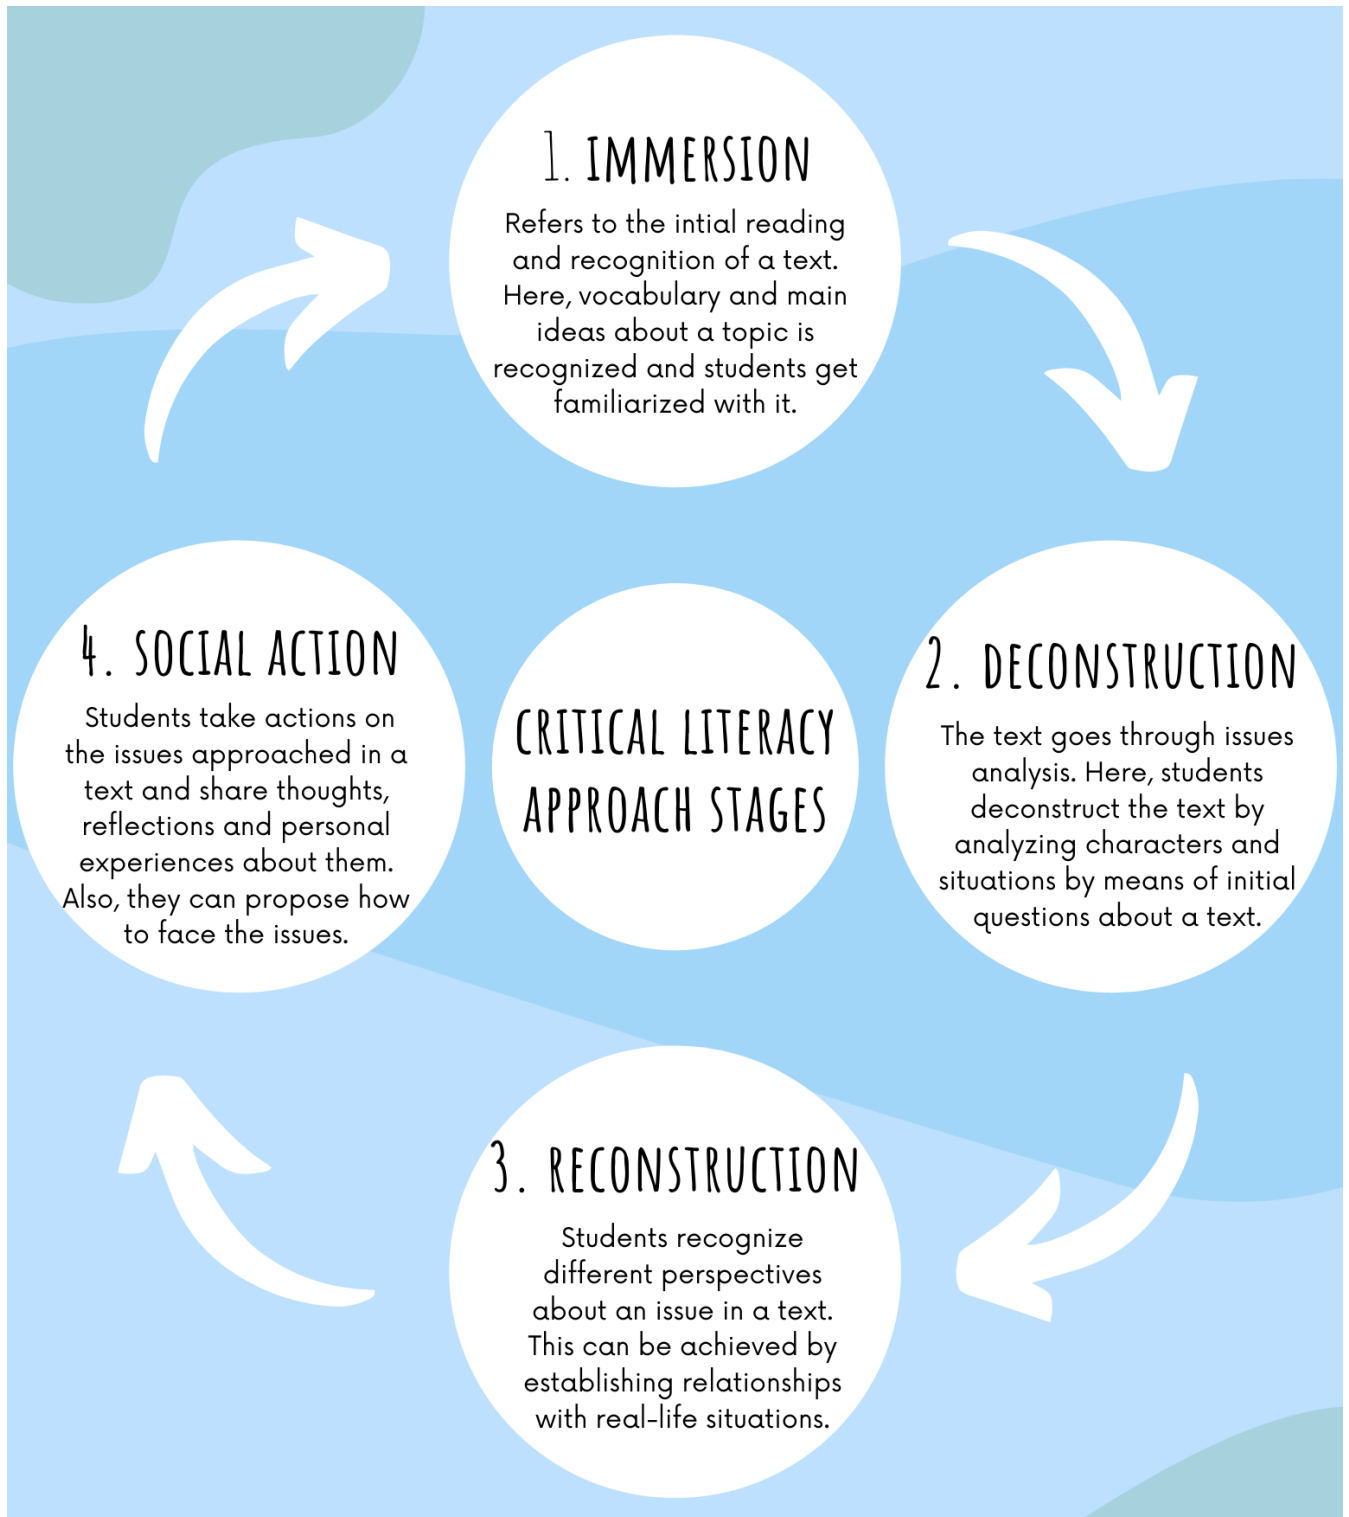 1. IMMERSION
Refers to the intial reading
and recognition of a text.
Here, vocabulary and main
ideas about a topic is
recognized and students get
familiarized with it.
2. DECONSTRUCTION
The text goes through issues
analysis. Here, students
deconstruct the text by
analyzing characters and
situations by means of initial
questions about a text.
3. RECONSTRUCTION
Students recognize
different perspectives
about an issue in a text.
This can be achieved by
establishing relationships
with real-life situations.
4. SOCIAL ACTION
Students take actions on
the issues approached in a
text and share thoughts,
reflections and personal
experiences about them.
Also, they can propose how
to face the issues.
CRITICAL LITERACY
APPROACH STAGES